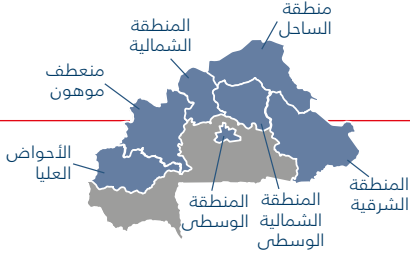 منطقة
الساحل
المنطقة
الشمالية
منعطف
موهون
الأحواض
العليا
المنطقة
الشرقية
المنطقة
الوسطى
المنطقة
الشمالية
الوسطى